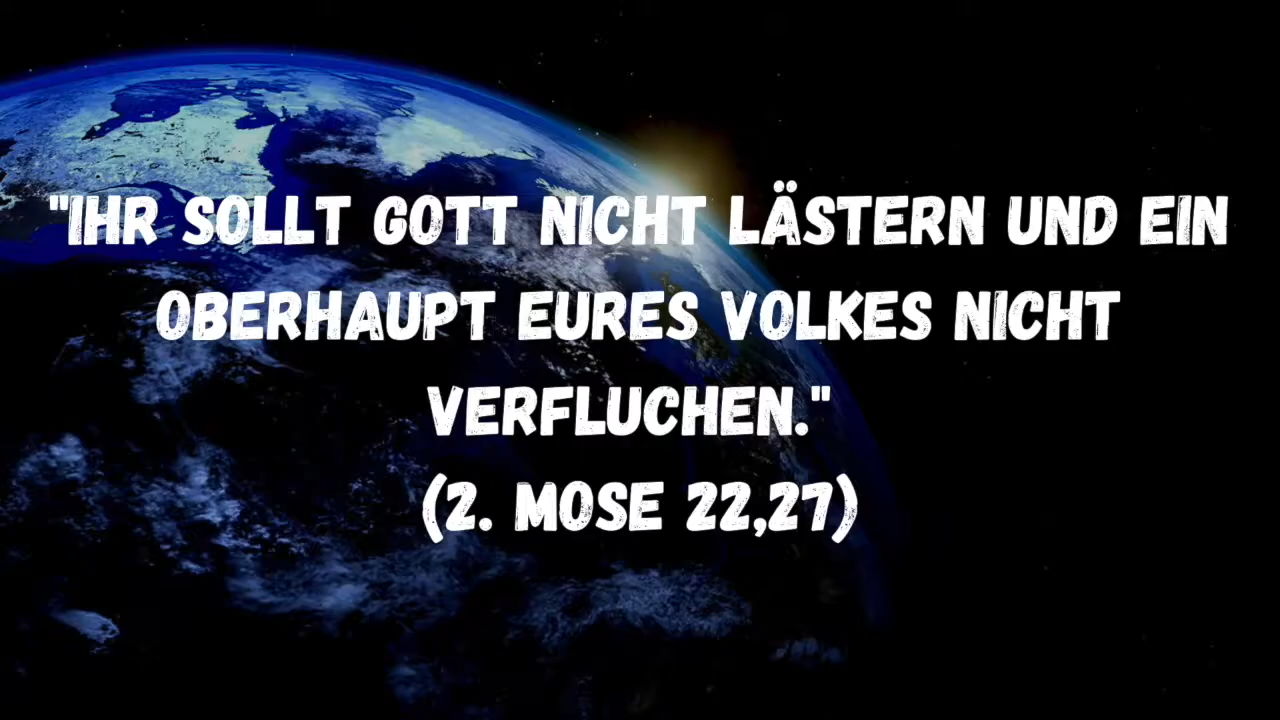 "IHR SOLLT GOTT NICHT LÄSTERN UND EIN
OBERHAUPT EURES VOLKES NICHT
VERFLUCHEN."
(2. MOSE 22,27)